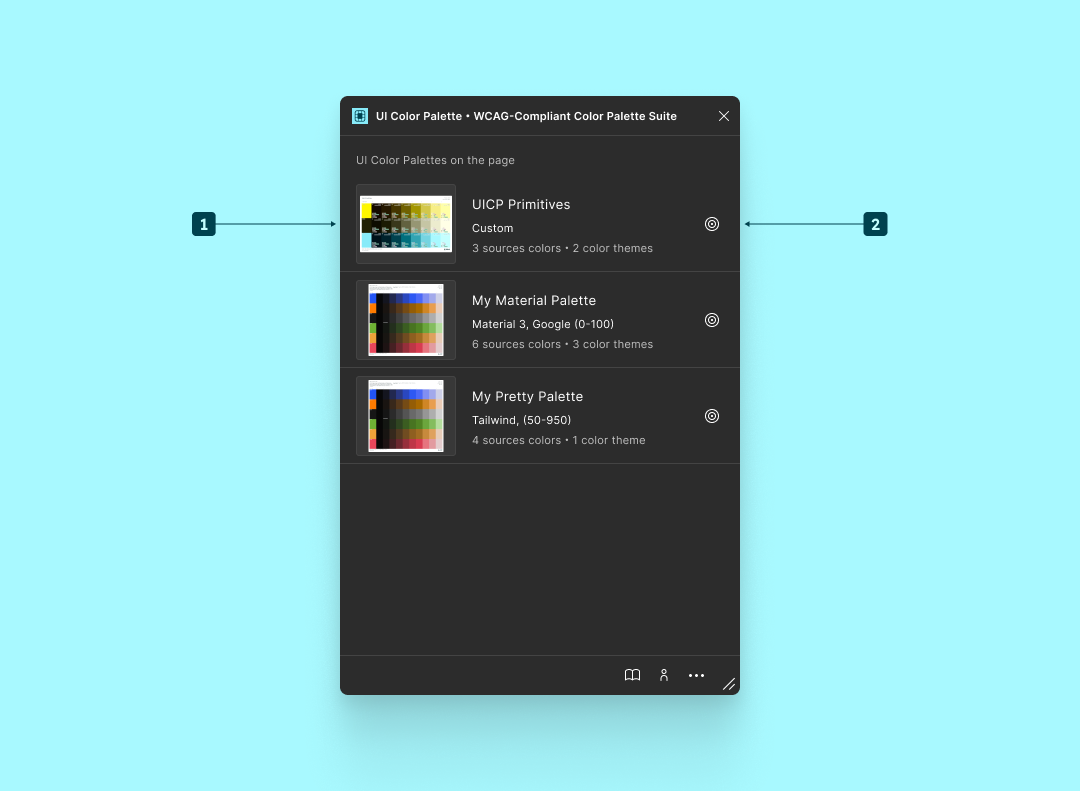 UI Color Palette • WCAG-Compliant Color Palette Suite
UI Color Palettes on the page
1
UICP Primitives
Custom
3 sources colors • 2 color themes
2
My Material Palette
Material 3, Google (0-100)
6 sources colors • 3 color themes
My Pretty Palette
Tailwind, (50-950)
4 sources colors • 1 color theme